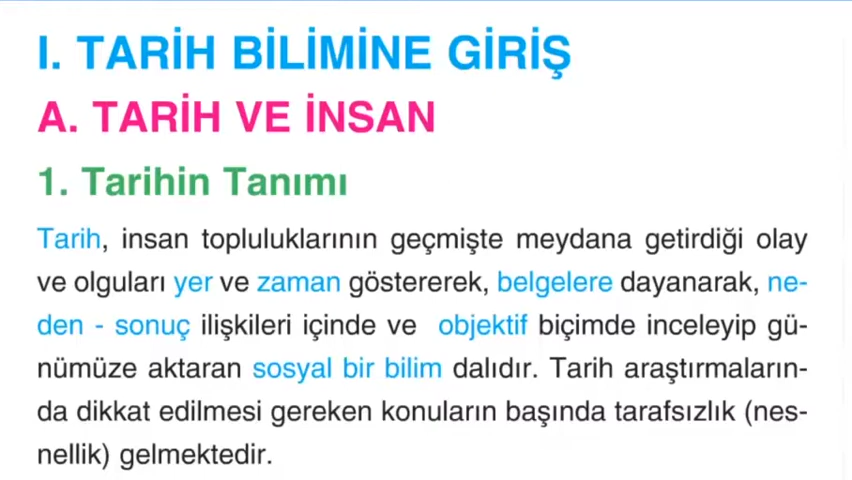 I. TARİH BİLİMİNE GİRİŞ
A. TARİH VE İNSAN
1. Tarihin Tanımı
Tarih, insan topluluklarının geçmişte meydana getirdiği olay
ve olguları yer ve zaman göstererek, belgelere dayanarak, ne-
den - sonuç ilişkileri içinde ve objektif biçimde inceleyip gü-
nümüze aktaran sosyal bir bilim dalıdır. Tarih araştırmaların-
da dikkat edilmesi gereken konuların başında tarafsızlık (nes-
nellik) gelmektedir.